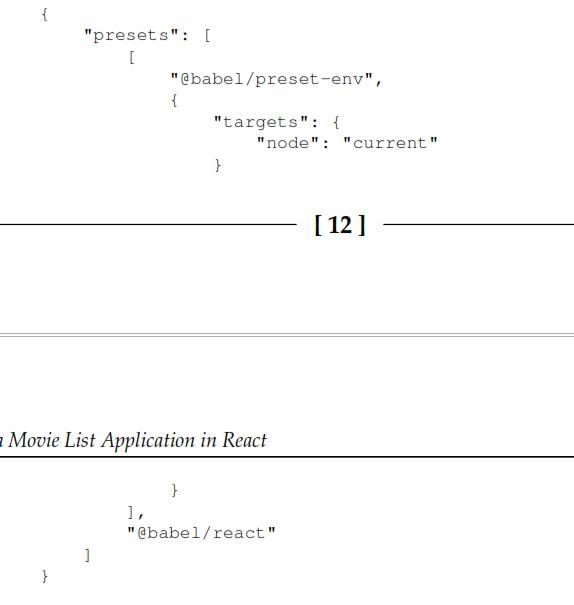 {
"presets": [
[
"@babel/preset-env",
{
"targets": {
"node": "current"
}
[ 12 ]
Movie List Application in React
}
],
"@babel/react"
]
}